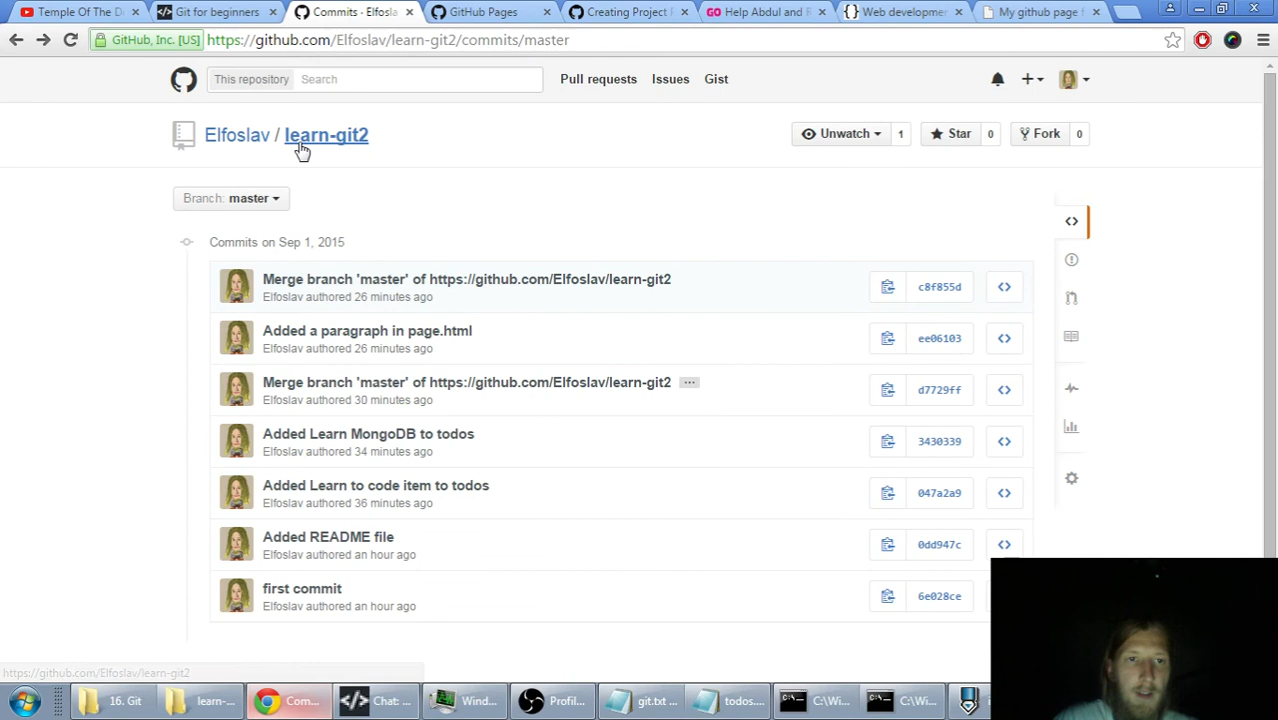 Temple Of The D
Git for beginners
Commits - Elfosla
GitHub Pages
Creating Project P
Help Abdul and R
Web developmen
My github page f
GitHub, Inc. [US]
https://github.com/Elfoslav/learn-git2/commits/master
This repository
Search
Pull requests
Issues
Gist
Elfoslav / learn-git2
Unwatch
1
Star
0
Fork
0
Branch: master
Commits on Sep 1, 2015
Merge branch 'master' of https://github.com/Elfoslav/learn-git2
Elfoslav authored 26 minutes ago
c8f855d
Added a paragraph in page.html
Elfoslav authored 26 minutes ago
ee06103
Merge branch 'master' of https://github.com/Elfoslav/learn-git2
Elfoslav authored 30 minutes ago
d7729ff
Added Learn MongoDB to todos
Elfoslav authored 34 minutes ago
3430339
Added Learn to code item to todos
Elfoslav authored 36 minutes ago
047a2a9
Added README file
Elfoslav authored an hour ago
0dd947c
first commit
Elfoslav authored an hour ago
6e028ce
https://github.com/Elfoslav/learn-git2
16. Git
learn-...
Com...
Chat: ...
Wind...
Profil...
git.txt ...
todos...
C:\Wi...
C:\Wi...